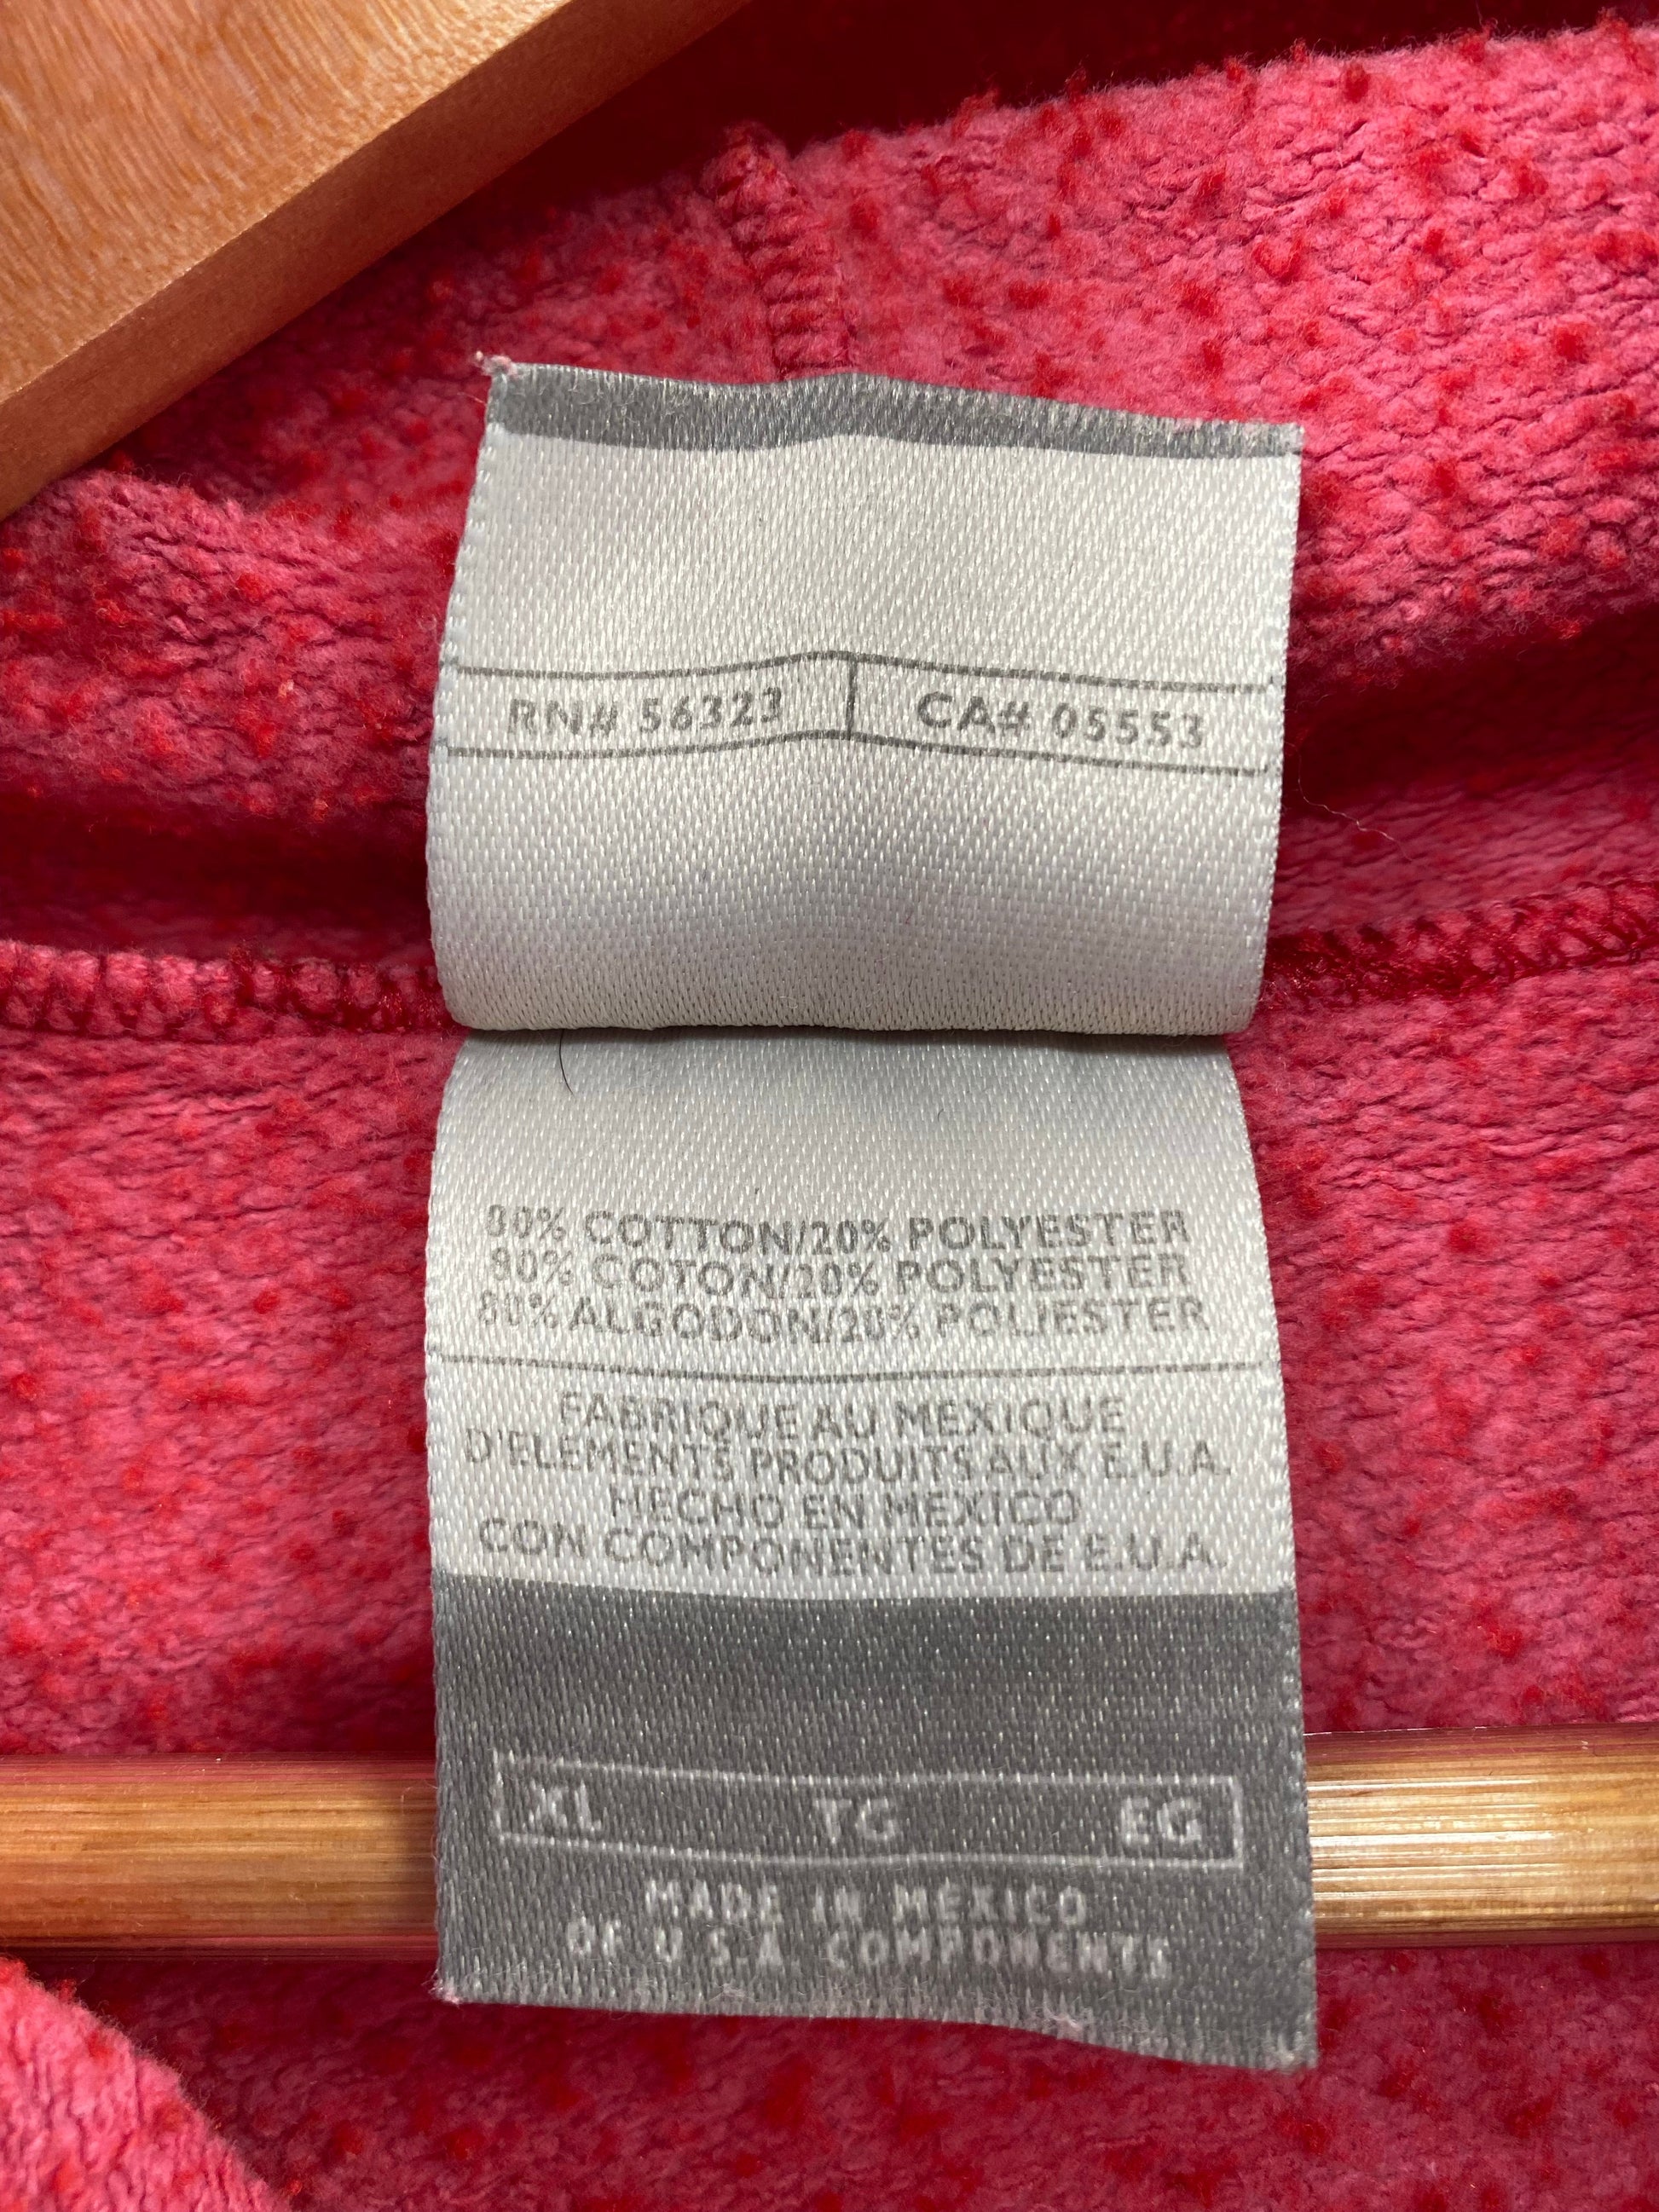 RN# 56323 CA# 05553
80% COTTON/20% POLYESTER
80% COTON/20% POLYESTER
80% ALGODON/20% POLIESTER
FABRIQUE AU MEXIQUE
D'ELEMENTS PRODUITS AUX E.U.A.
HECHO EN MEXICO
CON COMPONENTES DE E.U.A.
XL TG EG
MADE IN MEXICO
OF U.S.A. COMPONENTS